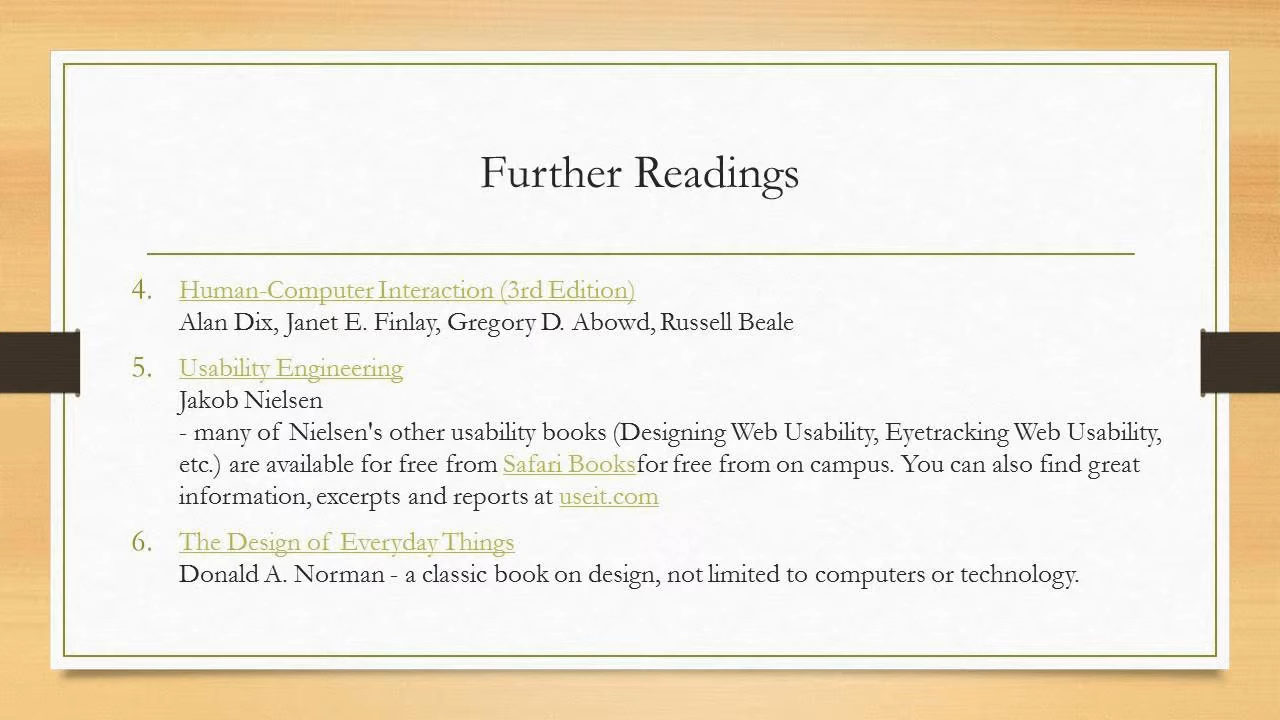 Further Readings
4. Human-Computer Interaction (3rd Edition)
Alan Dix, Janet E. Finlay, Gregory D. Abowd, Russell Beale
5. Usability Engineering
Jakob Nielsen
- many of Nielsen's other usability books (Designing Web Usability, Eyetracking Web Usability,
etc.) are available for free from Safari Booksfor free from on campus. You can also find great
information, excerpts and reports at useit.com
6. The Design of Everyday Things
Donald A. Norman - a classic book on design, not limited to computers or technology.